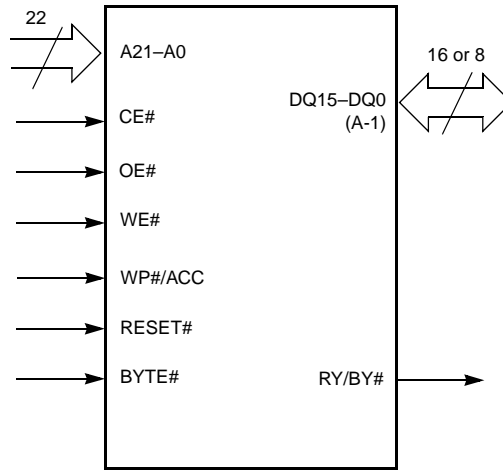 22
A21–A0
16 or 8
DQ15–DQ0
(A-1)
CE#
OE#
WE#
WP#/ACC
RESET#
BYTE#
RY/BY#